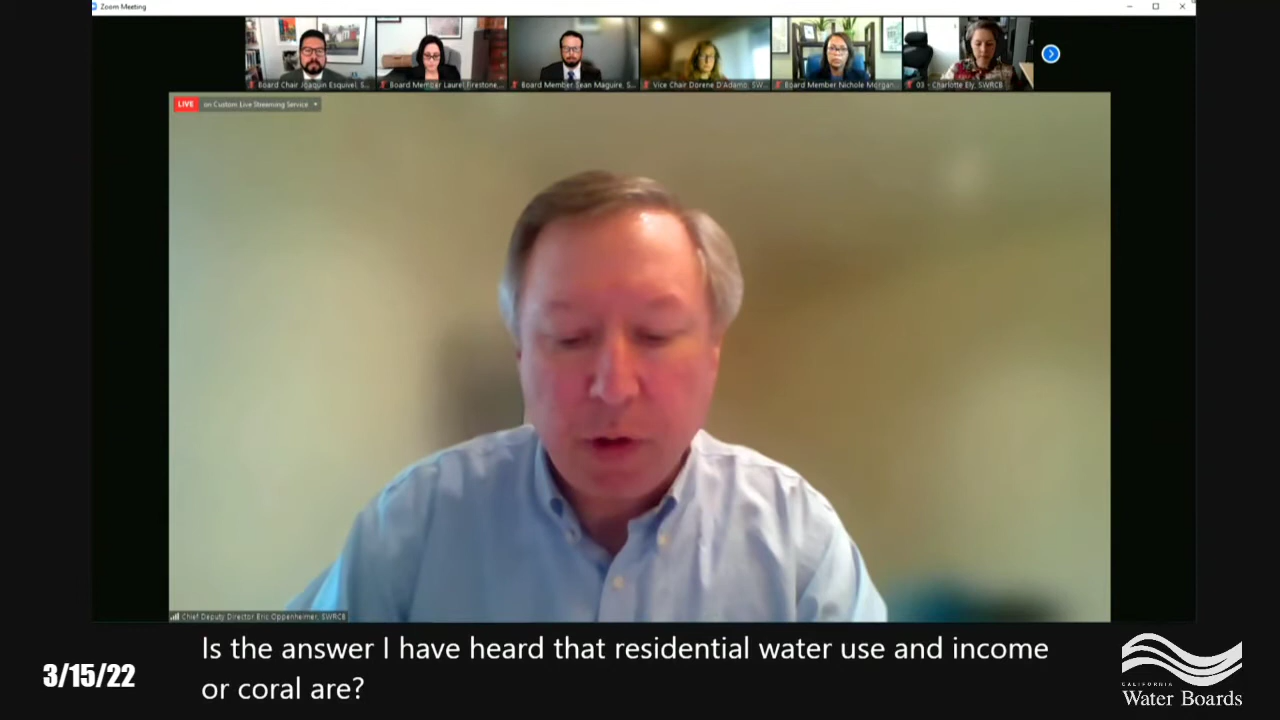 Zoom Meeting
Board Chair Joaquin Esquivel, S...
Board Member Laurel Firestone...
Board Member Sean Maguire, S...
Vice Chair Dorene D'Adamo, SW...
Board Member Nichole Morgan...
03 - Charlotte Ely, SWRCB
LIVE on Custom Live Streaming Service
Chief Deputy Director Eric Oppenheimer, SWRCB
Is the answer I have heard that residential water use and income
or coral are?
3/15/22
CALIFORNIA
Water Boards